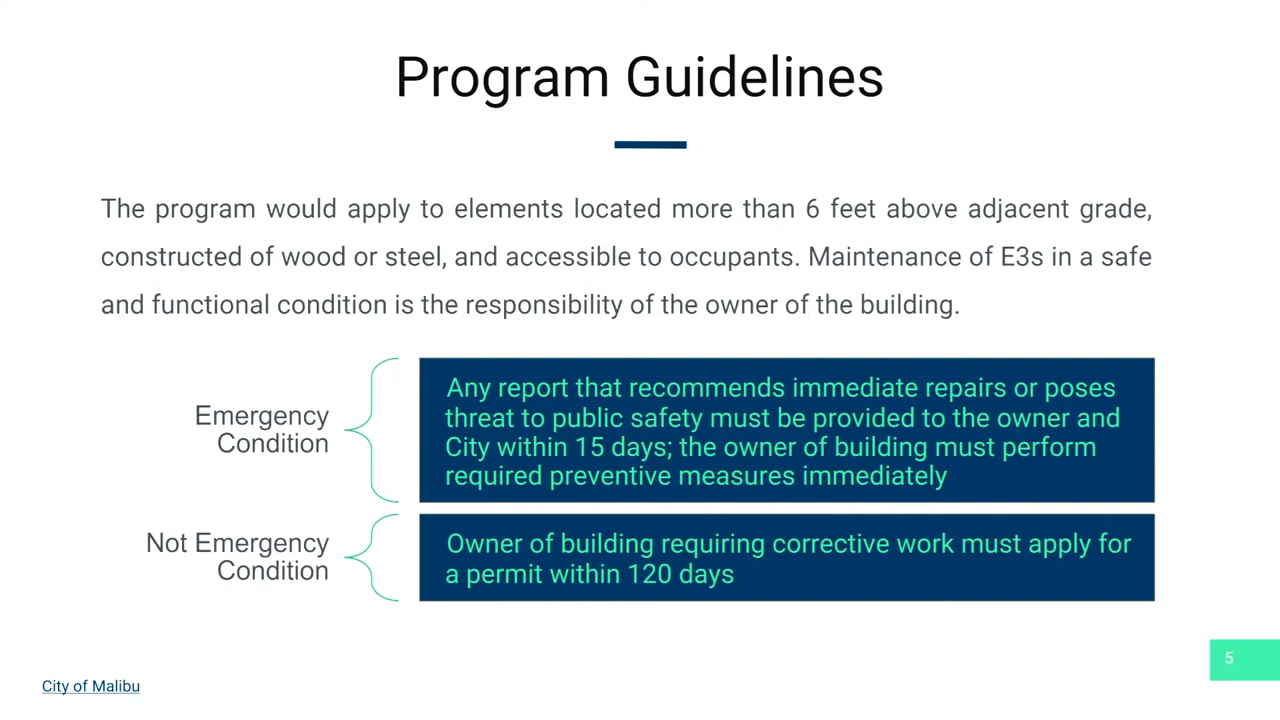 Program Guidelines
The program would apply to elements located more than 6 feet above adjacent grade,
constructed of wood or steel, and accessible to occupants. Maintenance of E3s in a safe
and functional condition is the responsibility of the owner of the building.
Emergency
Condition
Any report that recommends immediate repairs or poses
threat to public safety must be provided to the owner and
City within 15 days; the owner of building must perform
required preventive measures immediately
Not Emergency
Condition
Owner of building requiring corrective work must apply for
a permit within 120 days
5
City of Malibu